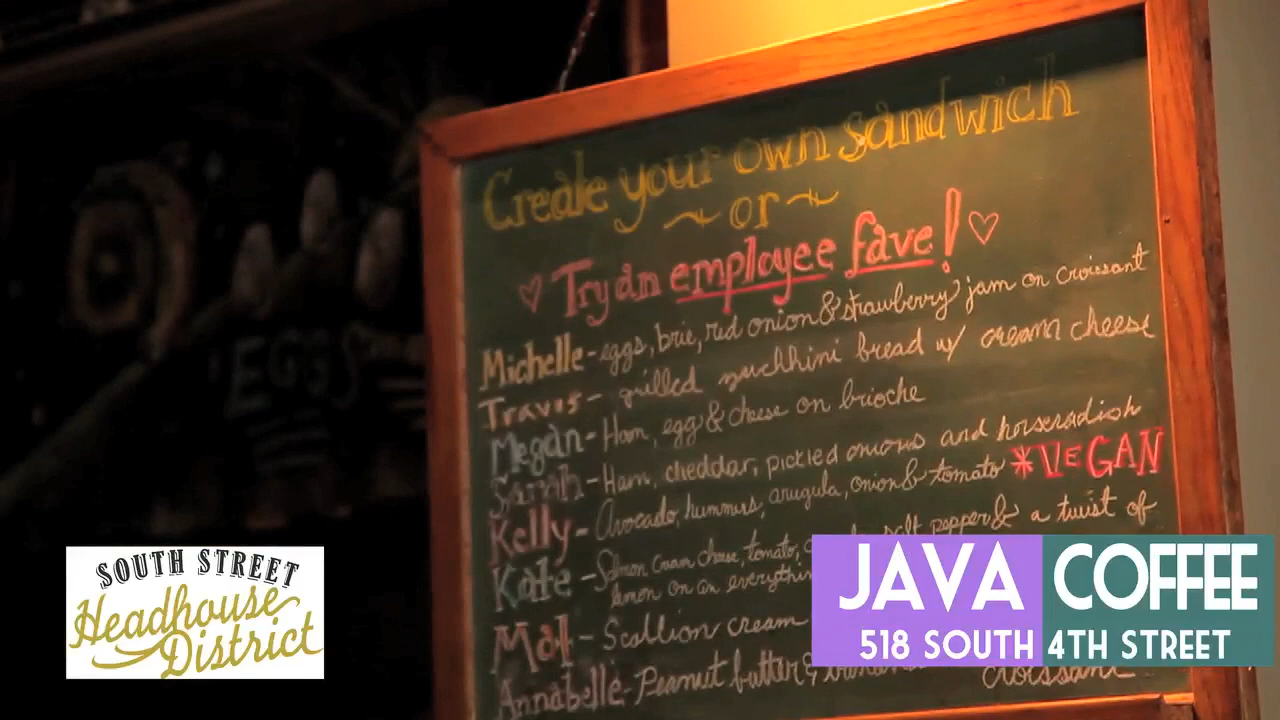 Create your own sandwich
or
Try an employee fave!
Michelle - eggs, brie, red onion & strawberry jam on croissant
Travis - grilled zuchhini bread w/ cream cheese
Megan - Ham, egg & cheese on brioche
Sarah - Ham, cheddar, pickled onions and horseradish
Kelly - Avocado, hummus, arugula, onion & tomato *VEGAN
Kate - Salmon cream cheese, tomato, salt pepper & a twist of
lemon on an everything
Mat - Scallion cream
Annabelle - Peanut butter &
croissant
EGGS
SOUTH STREET
Headhouse
District
JAVA COFFEE
518 SOUTH 4TH STREET